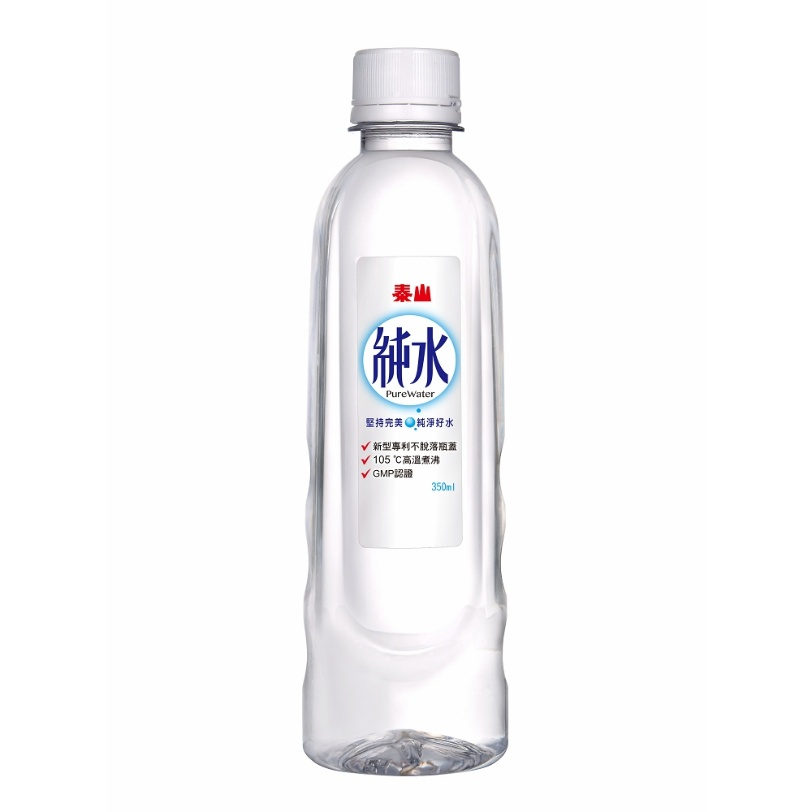 泰山
純水
PureWater
堅持完美 純淨好水
新型專利不脫落瓶蓋
105 ℃高溫煮沸
GMP認證
350ml